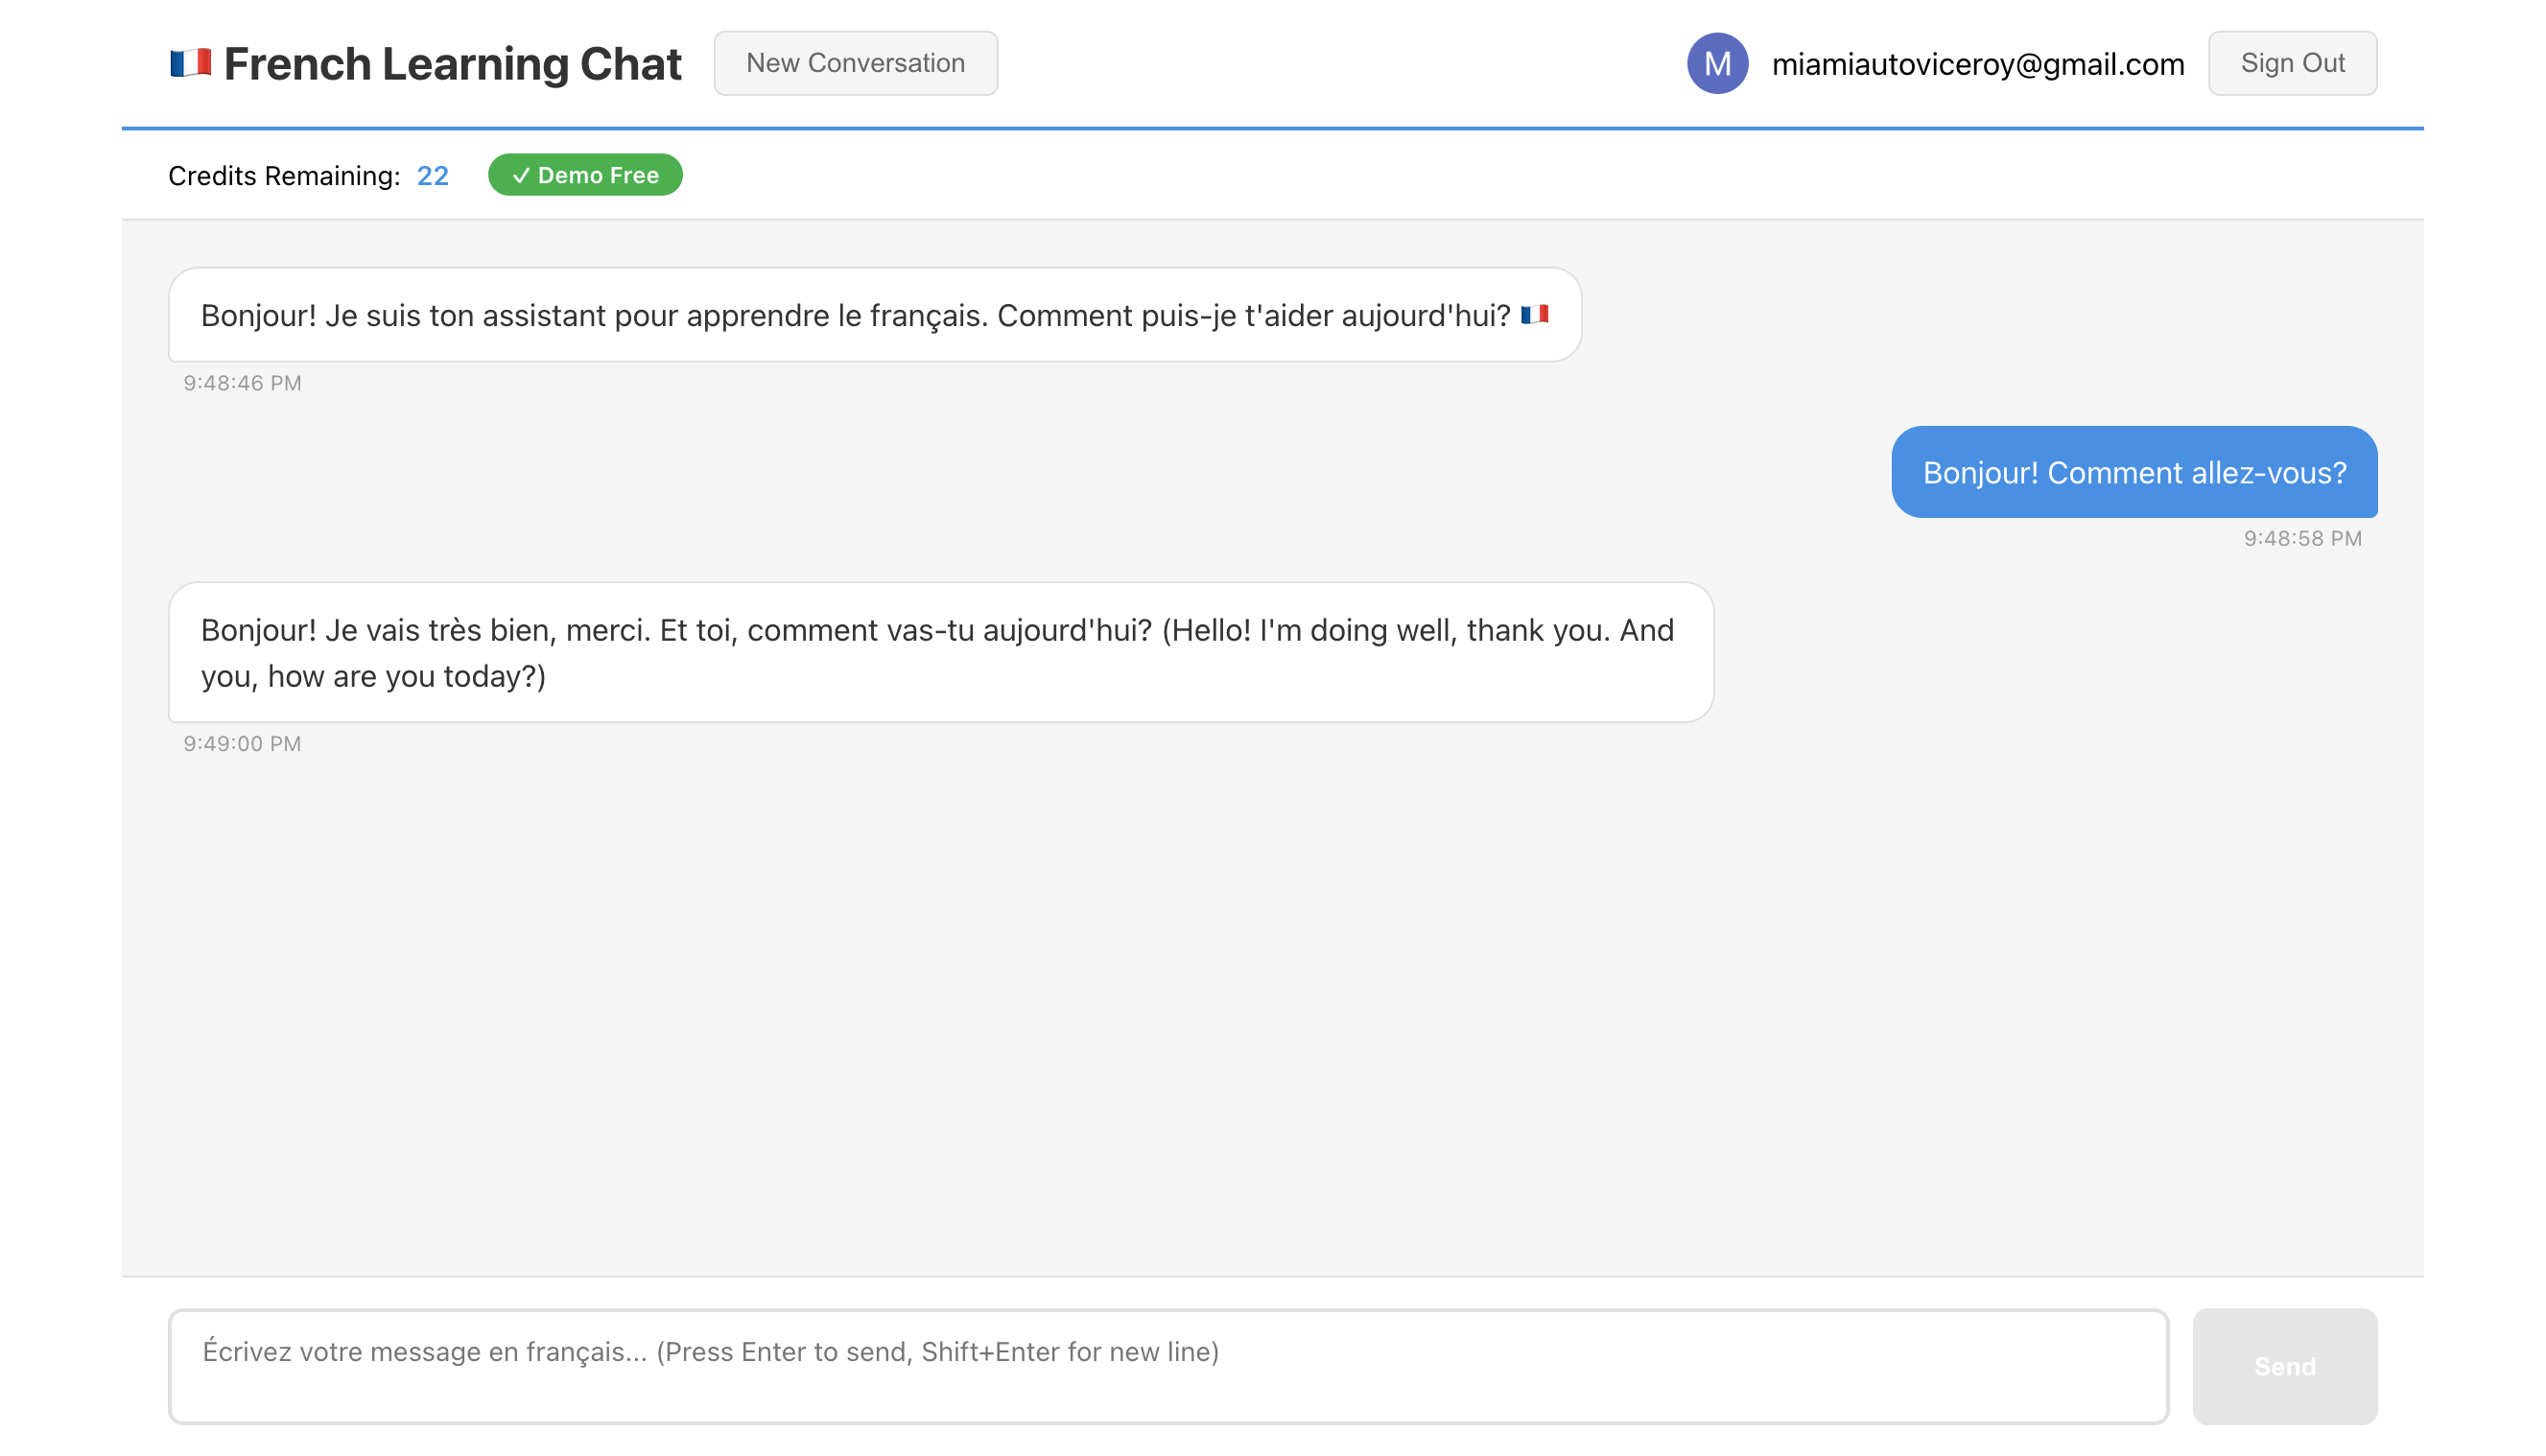 🇫🇷 French Learning Chat
New Conversation
M
miamiautoviceroy@gmail.com
Sign Out
Credits Remaining: 22
✓ Demo Free
Bonjour! Je suis ton assistant pour apprendre le français. Comment puis-je t'aider aujourd'hui? 🇫🇷
9:48:46 PM
Bonjour! Comment allez-vous?
9:48:58 PM
Bonjour! Je vais très bien, merci. Et toi, comment vas-tu aujourd'hui? (Hello! I'm doing well, thank you. And
you, how are you today?)
9:49:00 PM
Écrivez votre message en français... (Press Enter to send, Shift+Enter for new line)
Send